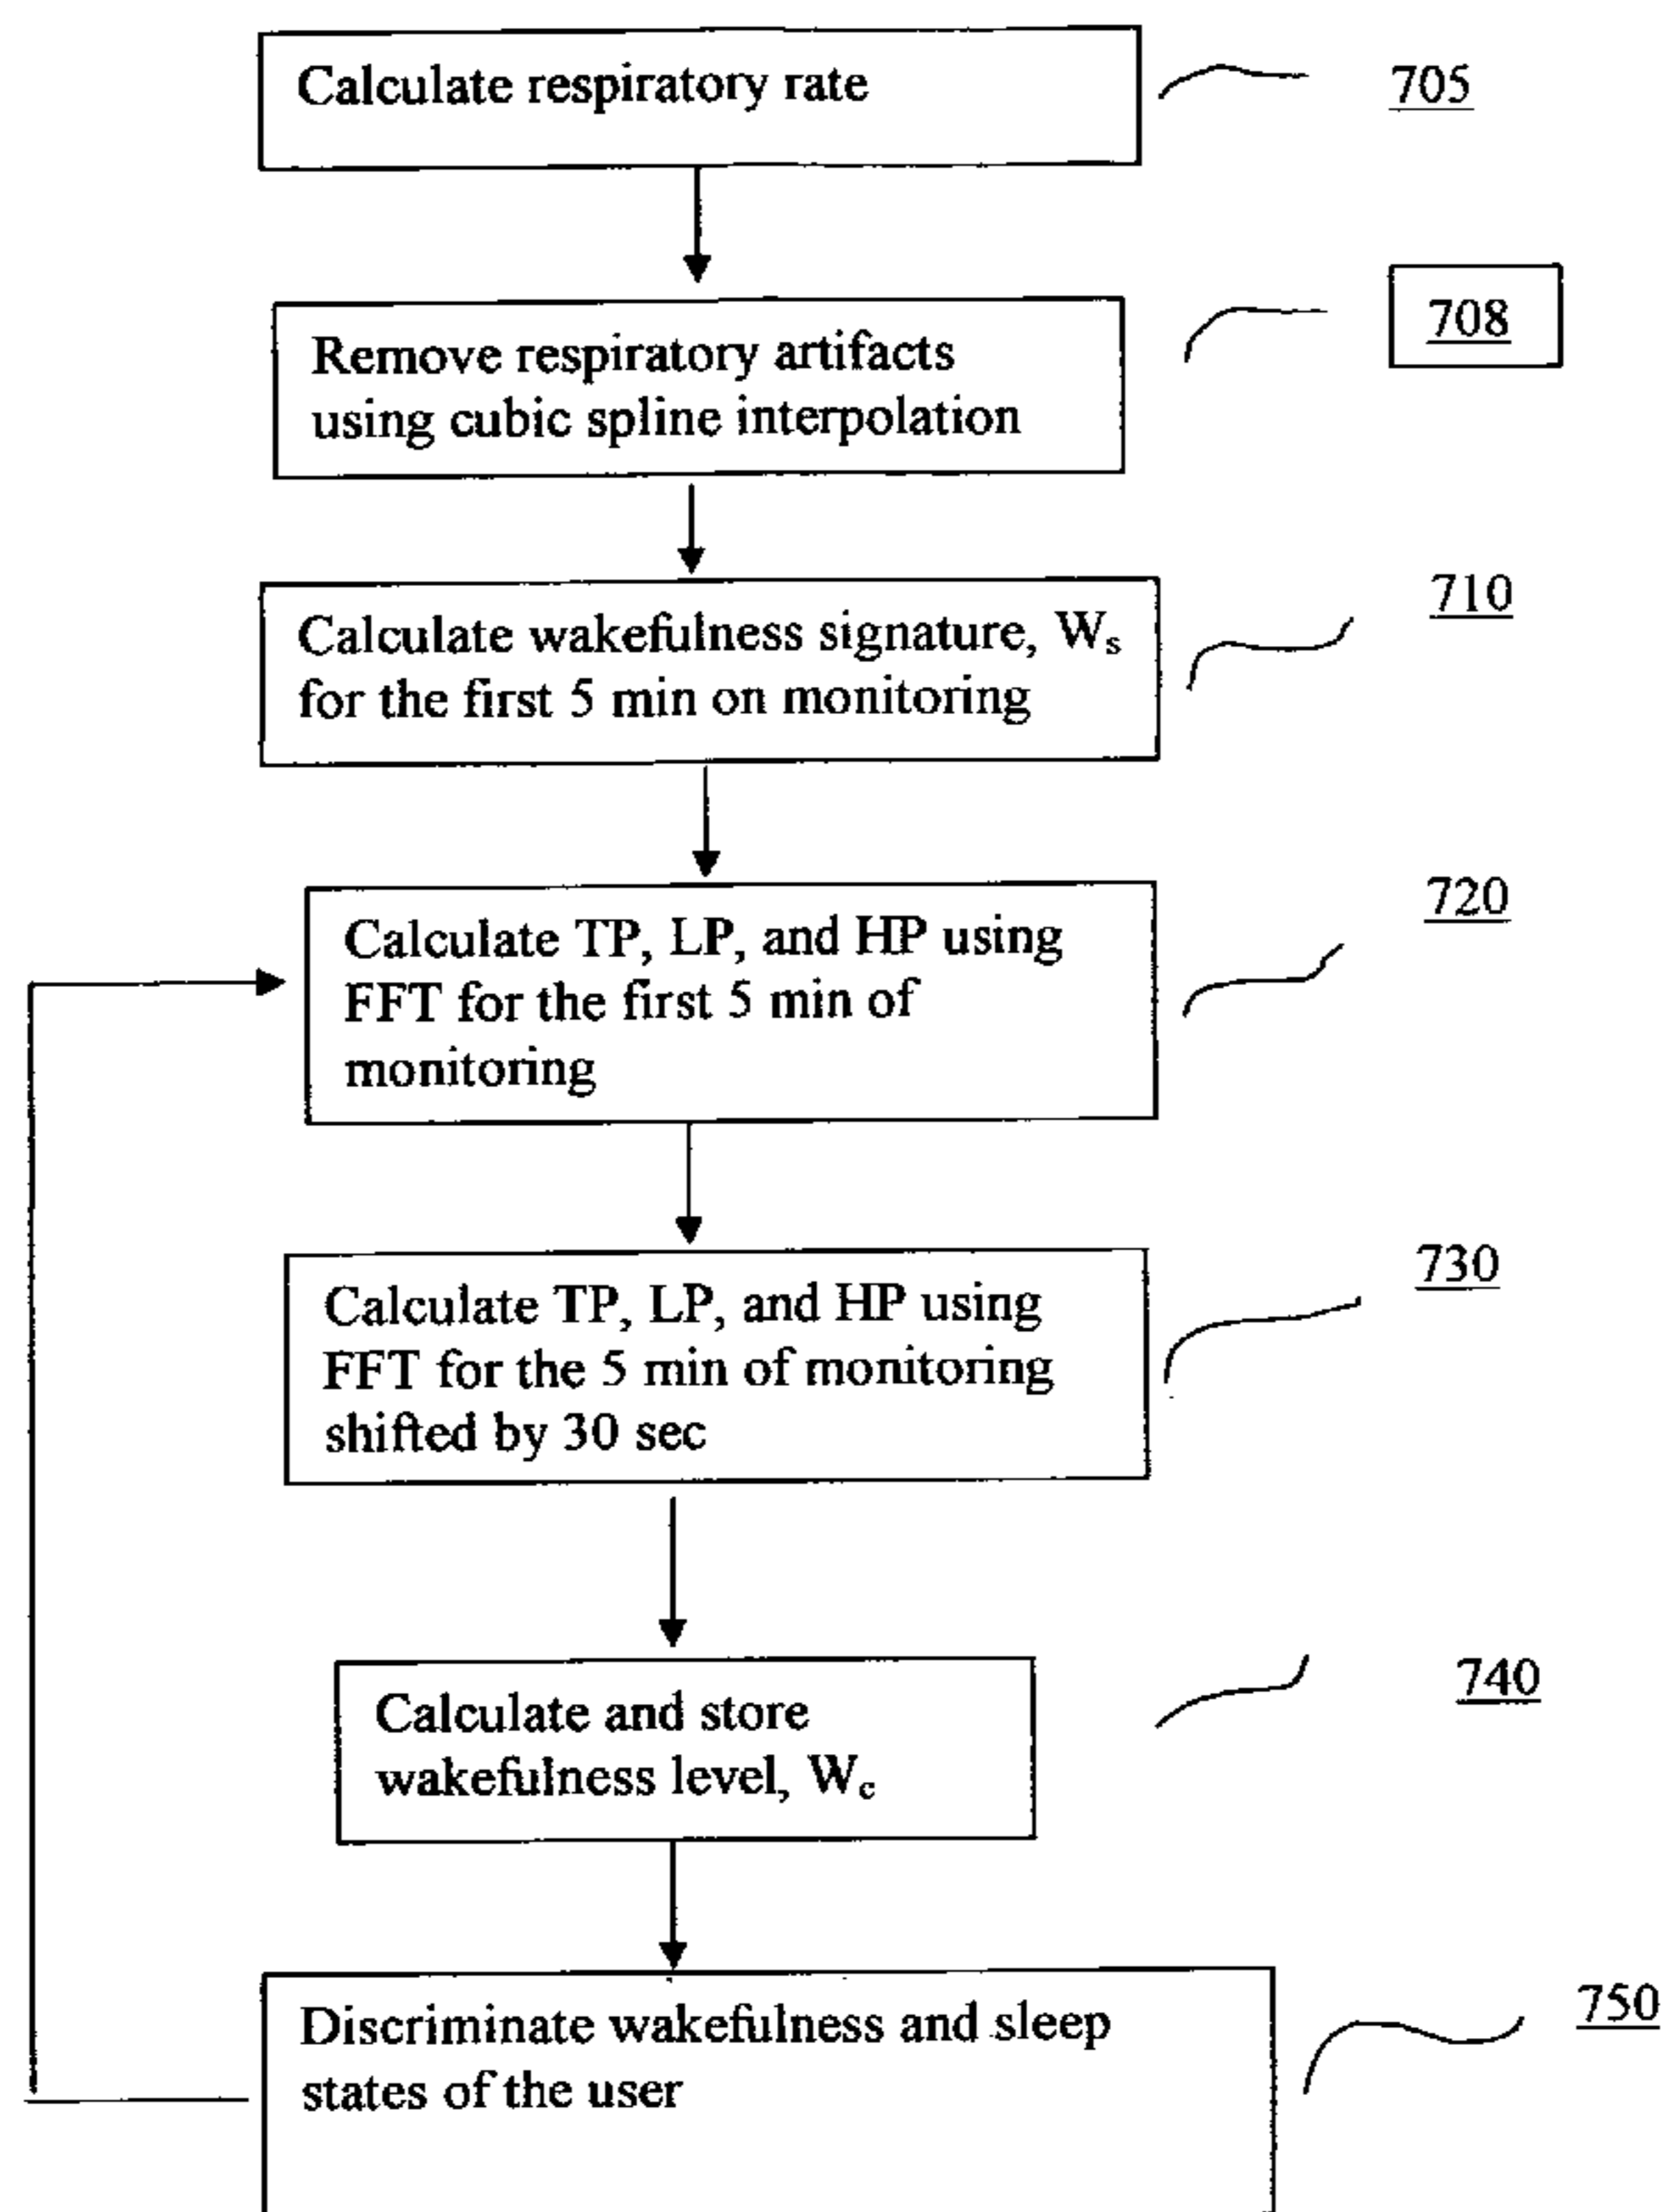 Calculate respiratory rate
705
Remove respiratory artifacts
using cubic spline interpolation
708
Calculate wakefulness signature, Ws
for the first 5 min on monitoring
710
Calculate TP, LP, and HP using
FFT for the first 5 min of
monitoring
720
Calculate TP, LP, and HP using
FFT for the 5 min of monitoring
shifted by 30 sec
730
Calculate and store
wakefulness level, Wc
740
Discriminate wakefulness and sleep
states of the user
750